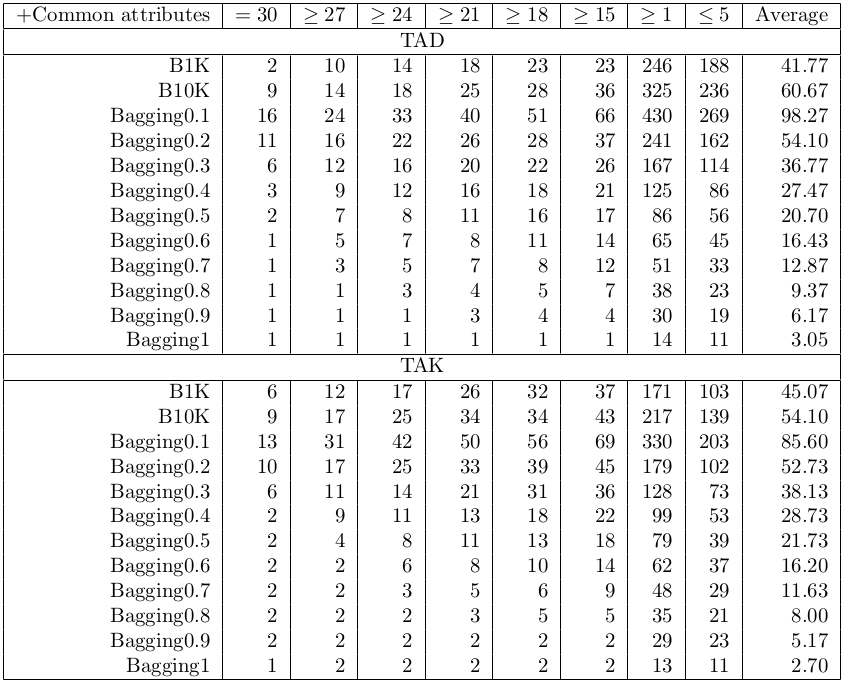 +Common attributes = 30 ≥ 27 ≥ 24 ≥ 21 ≥ 18 ≥ 15 ≥ 1 ≤ 5 Average
TAD
B1K 2 10 14 18 23 23 246 188 41.77
B10K 9 14 18 25 28 36 325 236 60.67
Bagging0.1 16 24 33 40 51 66 430 269 98.27
Bagging0.2 11 16 22 26 28 37 241 162 54.10
Bagging0.3 6 12 16 20 22 26 167 114 36.77
Bagging0.4 3 9 12 16 18 21 125 86 27.47
Bagging0.5 2 7 8 11 16 17 86 56 20.70
Bagging0.6 1 5 7 8 11 14 65 45 16.43
Bagging0.7 1 3 5 7 8 12 51 33 12.87
Bagging0.8 1 1 3 4 5 7 38 23 9.37
Bagging0.9 1 1 1 3 4 4 30 19 6.17
Bagging1 1 1 1 1 1 1 14 11 3.05
TAK
B1K 6 12 17 26 32 37 171 103 45.07
B10K 9 17 25 34 34 43 217 139 54.10
Bagging0.1 13 31 42 50 56 69 330 203 85.60
Bagging0.2 10 17 25 33 39 45 179 102 52.73
Bagging0.3 6 11 14 21 31 36 128 73 38.13
Bagging0.4 2 9 11 13 18 22 99 53 28.73
Bagging0.5 2 4 8 11 13 18 79 39 21.73
Bagging0.6 2 2 6 8 10 14 62 37 16.20
Bagging0.7 2 2 3 5 6 9 48 29 11.63
Bagging0.8 2 2 2 3 5 5 35 21 8.00
Bagging0.9 2 2 2 2 2 2 29 23 5.17
Bagging1 1 2 2 2 2 2 13 11 2.70